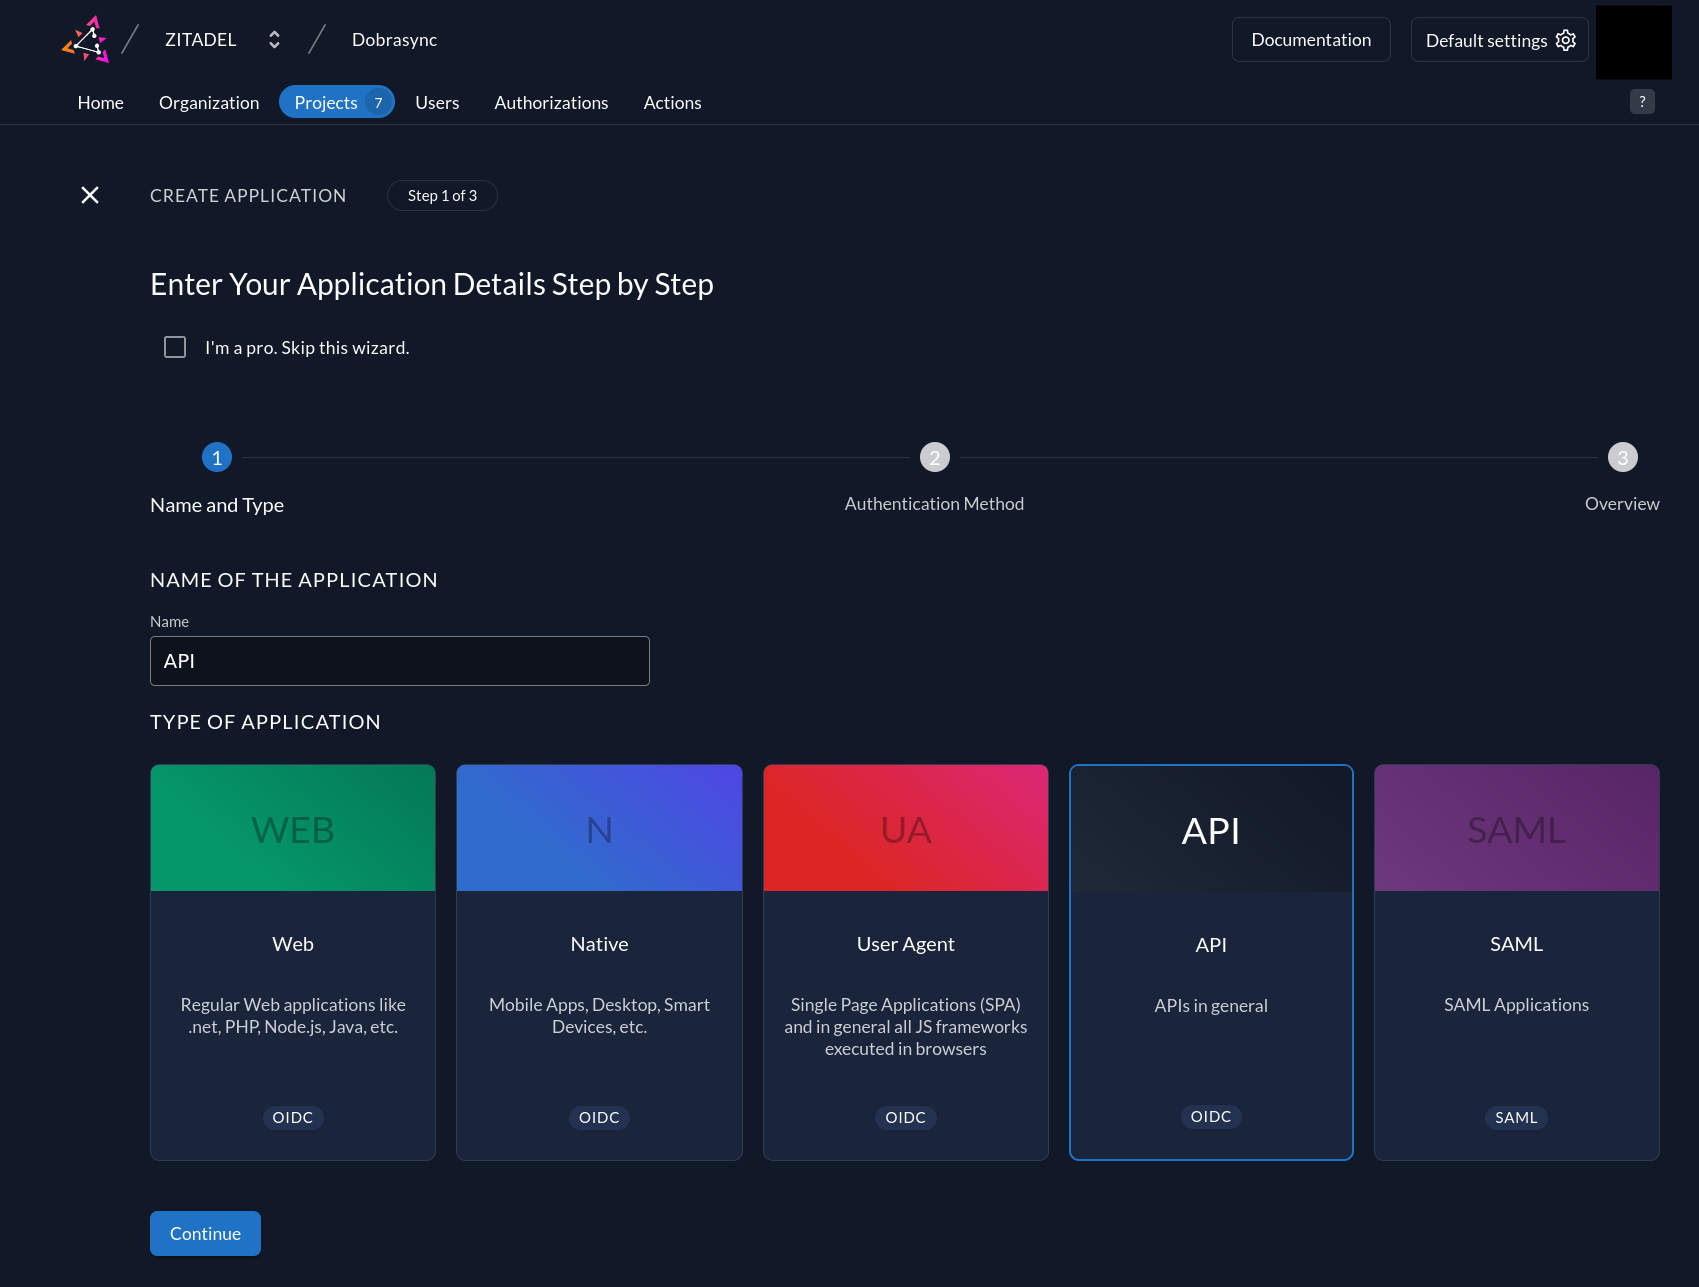 ZITADEL
Dobrasync
Documentation
Default settings
Home
Organization
Projects 7
Users
Authorizations
Actions
?
CREATE APPLICATION
Step 1 of 3
Enter Your Application Details Step by Step
I'm a pro. Skip this wizard.
1
2
3
Name and Type
Authentication Method
Overview
NAME OF THE APPLICATION
Name
API
TYPE OF APPLICATION
WEB
Web
Regular Web applications like
.net, PHP, Node.js, Java, etc.
OIDC
N
Native
Mobile Apps, Desktop, Smart
Devices, etc.
OIDC
UA
User Agent
Single Page Applications (SPA)
and in general all JS frameworks
executed in browsers
OIDC
API
API
APIs in general
OIDC
SAML
SAML
SAML Applications
SAML
Continue